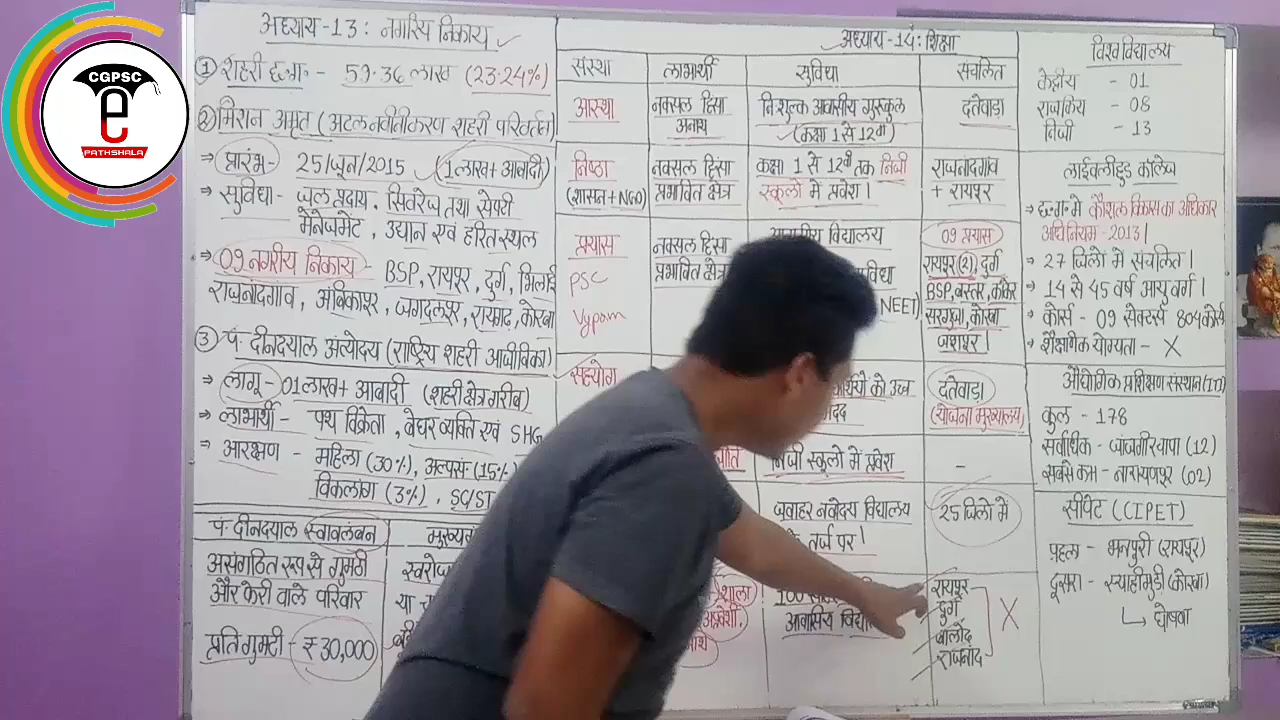 CGPSC
e
PATHSHALA
अध्याय-13: नगरीय निकाय
① शहरी छ.ग. - 59.36 लाख (23.24%)
② मिशन अमृत (अटल नवीनीकरण शहरी परिवर्तन)
⇒ प्रारंभ - 25/जून/2015 (1 लाख+ आबादी)
⇒ सुविधा - जल प्रदाय, सिवरेज तथा सेप्टी
मैनेजमेंट, उद्यान एवं हरित स्थल
⇒ 09 नगरीय निकाय - BSP, रायपुर, दुर्ग, भिलाई
राजनांदगांव, अंबिकापुर, जगदलपुर, रायगढ़, कोरबा
③ पं. दीनदयाल अंत्योदय (राष्ट्रिय शहरी आजीविका)
⇒ लागू - 01 लाख+ आबादी (शहरी क्षेत्र गरीब)
⇒ लाभार्थी - पथ विक्रेता, बेघर व्यक्ति एवं SHG
⇒ आरक्षण - महिला (30%), अल्पसं. (15%)
विकलांग (3%), SC/ST
पं. दीनदयाल स्वावलंबन
असंगठित रूप से गुमठी
और फेरी वाले परिवार
प्रति गुमटी - ₹30,000
स्वरोज
या
अध्याय-14: शिक्षा
संस्था लाभार्थी सुविधा संचलित
आस्था नक्सल हिंसा अनाथ नि:शुल्क आवासीय गुरुकुल (कक्षा 1 से 12वी) दंतेवाड़ा
निष्ठा (शासन+NGO) नक्सल हिंसा प्रभावित क्षेत्र कक्षा 1 से 12वी तक निजी स्कूलों में प्रवेश। राजनांदगांव + रायपुर
प्रयास PSC Vyapam नक्सल हिंसा प्रभावित क्षेत्र विद्यालय NEET) 09 प्रयास
रायपुर (2), दुर्ग
BSP, बस्तर, कांकेर
सरगुजा, कोरबा
जशपुर।
सहयोग को उच्च मदद दंतेवाड़ा (योजना मुख्यालय)
निजी स्कूलों में प्रवेश -
जवाहर नवोदय विद्यालय
तर्ज पर। 25 जिलो में
शाला 100
आवासिय रायपुर
दुर्ग
बालोद
राजनांद
X
विश्वविद्यालय
केंद्रीय - 01
राजकिय - 08
निजी - 13
लाईवलीहुड कॉलेज
⇒ छ.ग. में कौशल विकास का अधिकार
अधिनियम - 2013।
⇒ 27 जिलों में संचलित।
⇒ 14 से 45 वर्ष आयु वर्ग।
⇒ कोर्स - 09 सेक्टर्स 804 कोर्स
⇒ शैक्षणिक योग्यता - X
औद्योगिक प्रशिक्षण संस्थान (ITI)
कुल - 178
सर्वाधिक - जांजगीर चांपा (12)
सबसे कम - नारायणपुर (02)
सीपेट (CIPET)
पहला - भनपुरी (रायपुर)
दूसरा - स्याहीमुड़ी (कोरबा)
↳ घोषणा